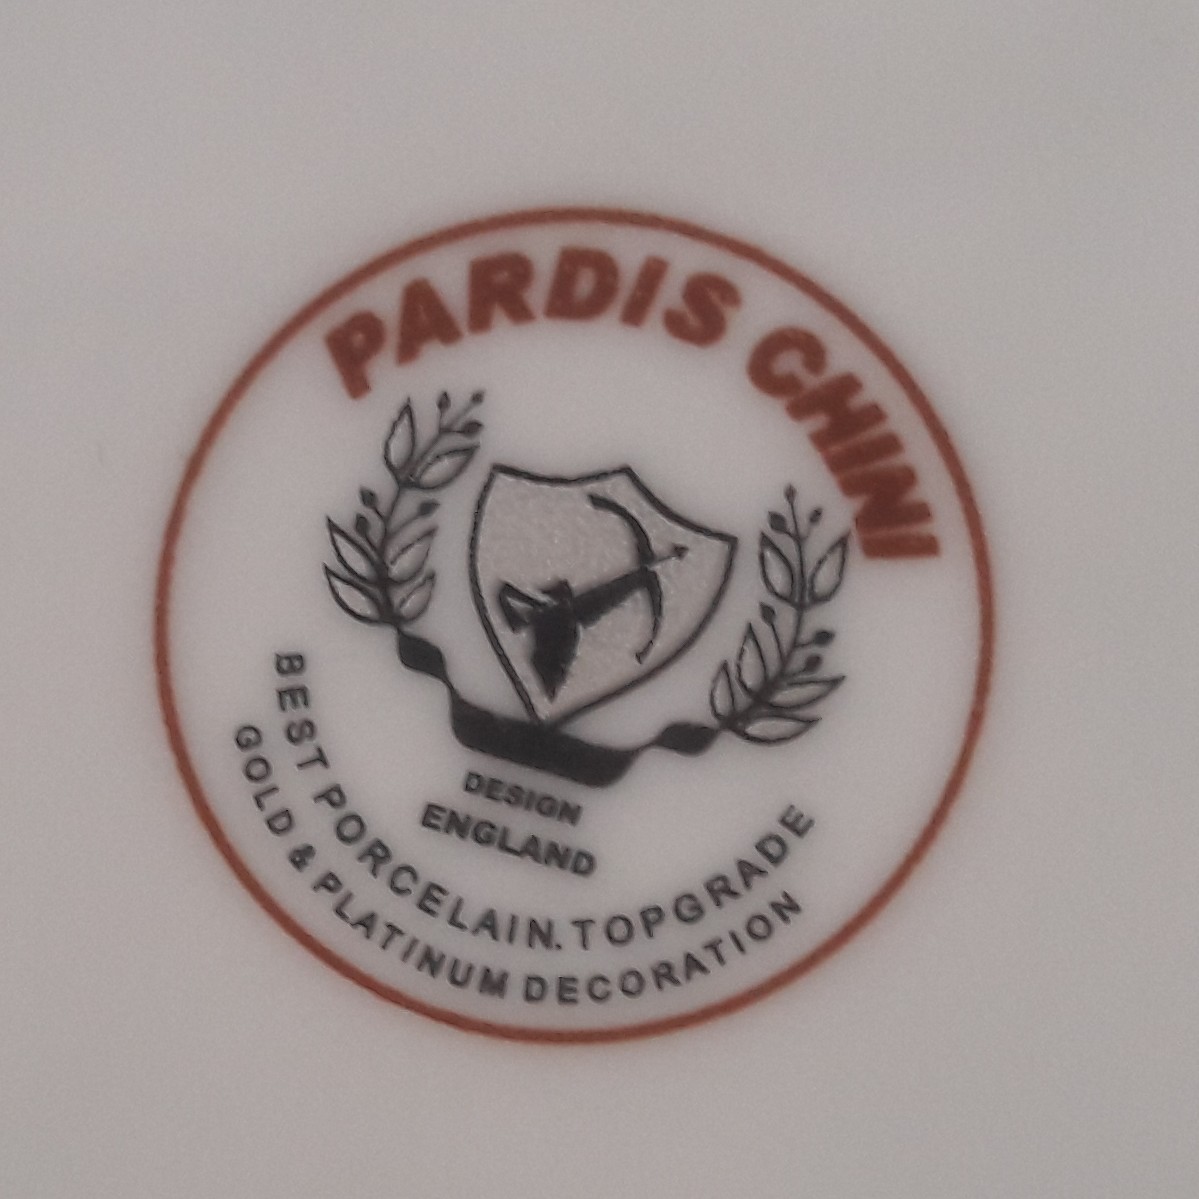 PARDIS CHINI
DESIGN
ENGLAND
BEST PORCELAIN. TOPGRADE
GOLD & PLATINUM DECORATION